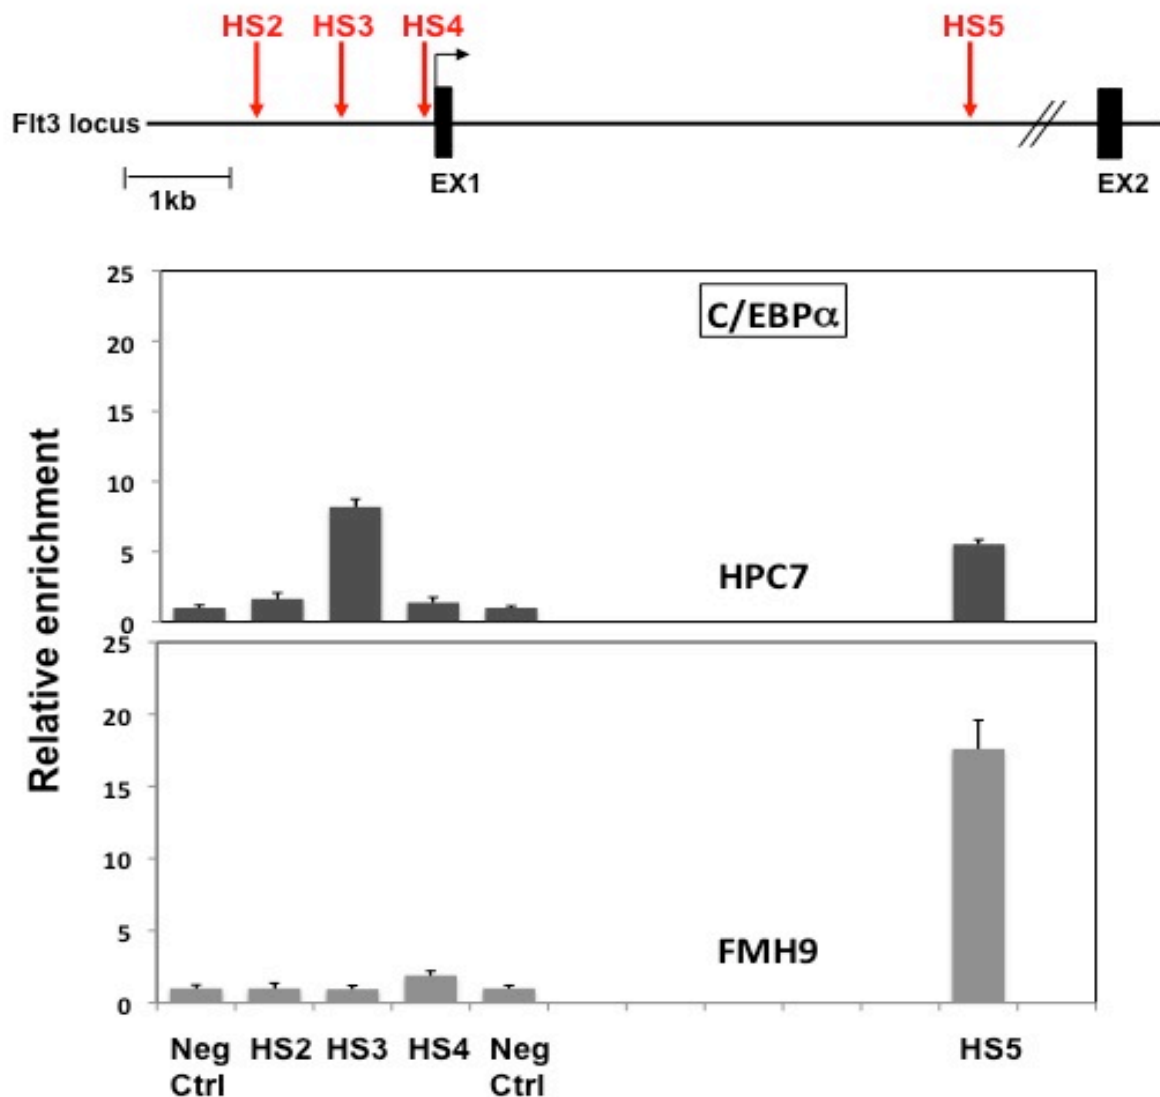 HS2 HS3 HS4 HS5
Flt3 locus
1kb
EX1
EX2
25
20
15
10
5
0
C/EBPα
HPC7
Relative enrichment
25
20
15
10
5
0
FMH9
Neg HS2 HS3 HS4 Neg HS5
Ctrl Ctrl